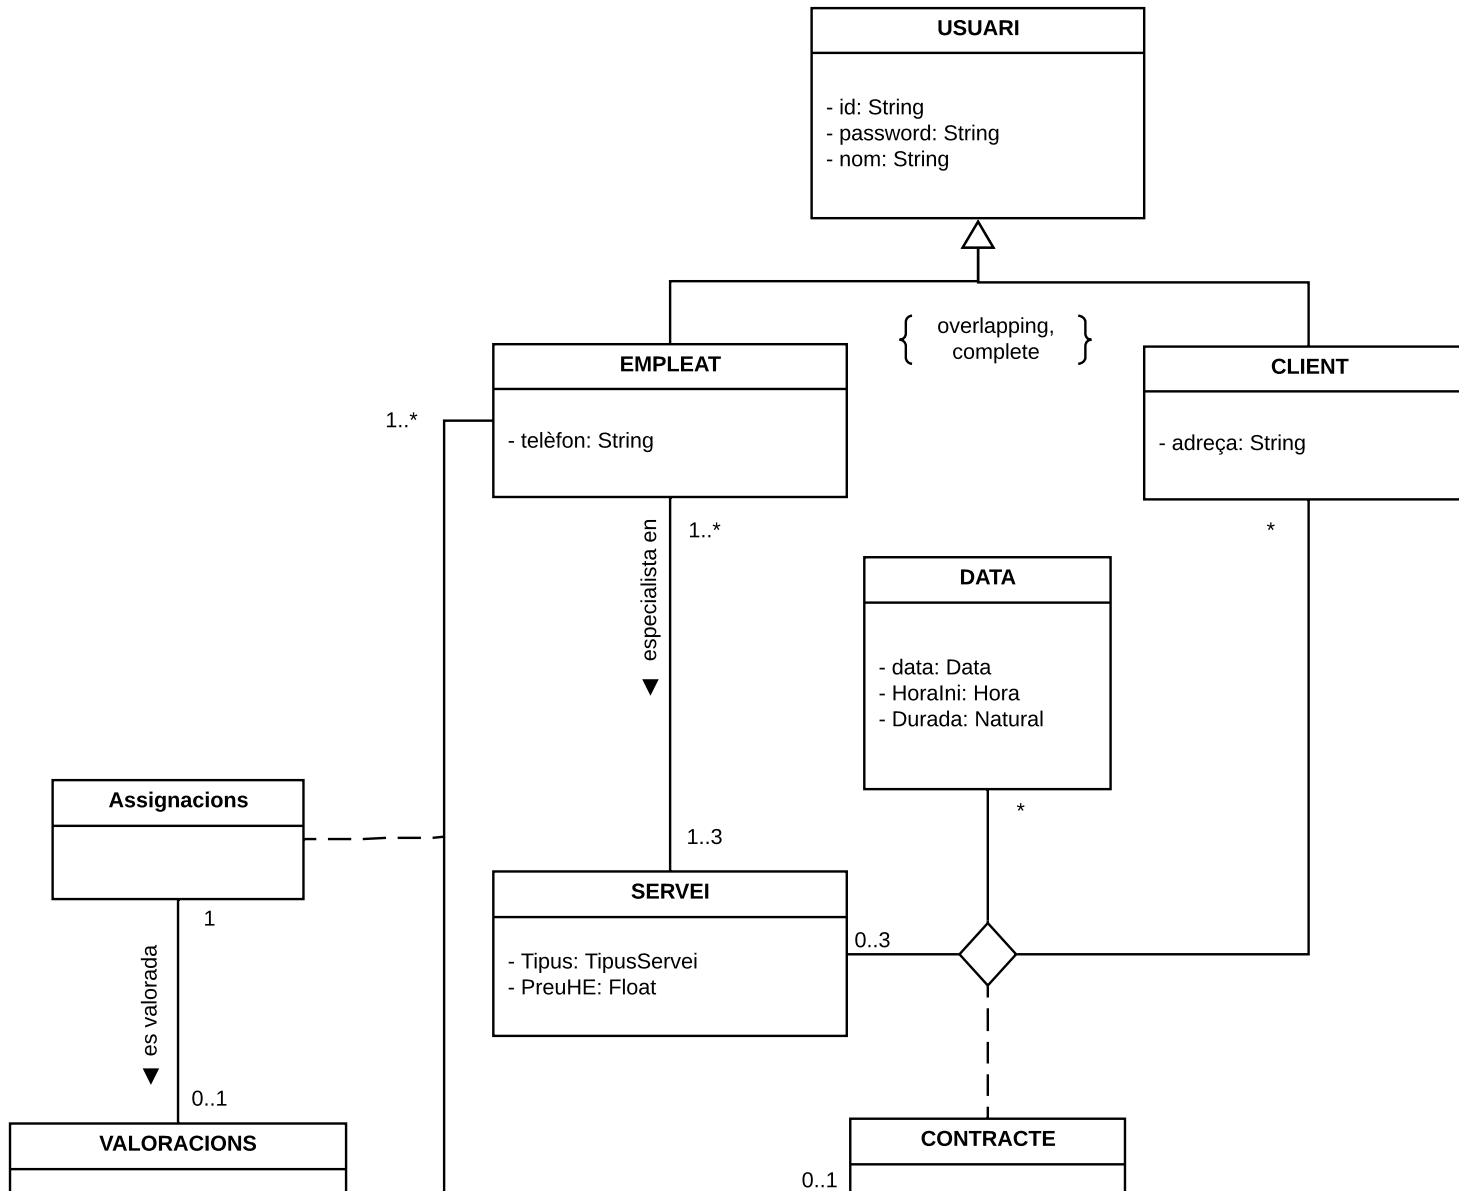 USUARI
- id: String
- password: String
- nom: String
overlapping,
complete
EMPLEAT
- telèfon: String
CLIENT
- adreça: String
1..*
1..*
especialista en
*
DATA
- data: Data
- HoraIni: Hora
- Durada: Natural
*
Assignacions
1..3
SERVEI
- Tipus: TipusServei
- PreuHE: Float
0..3
1
es valorada
0..1
VALORACIONS
CONTRACTE
0..1